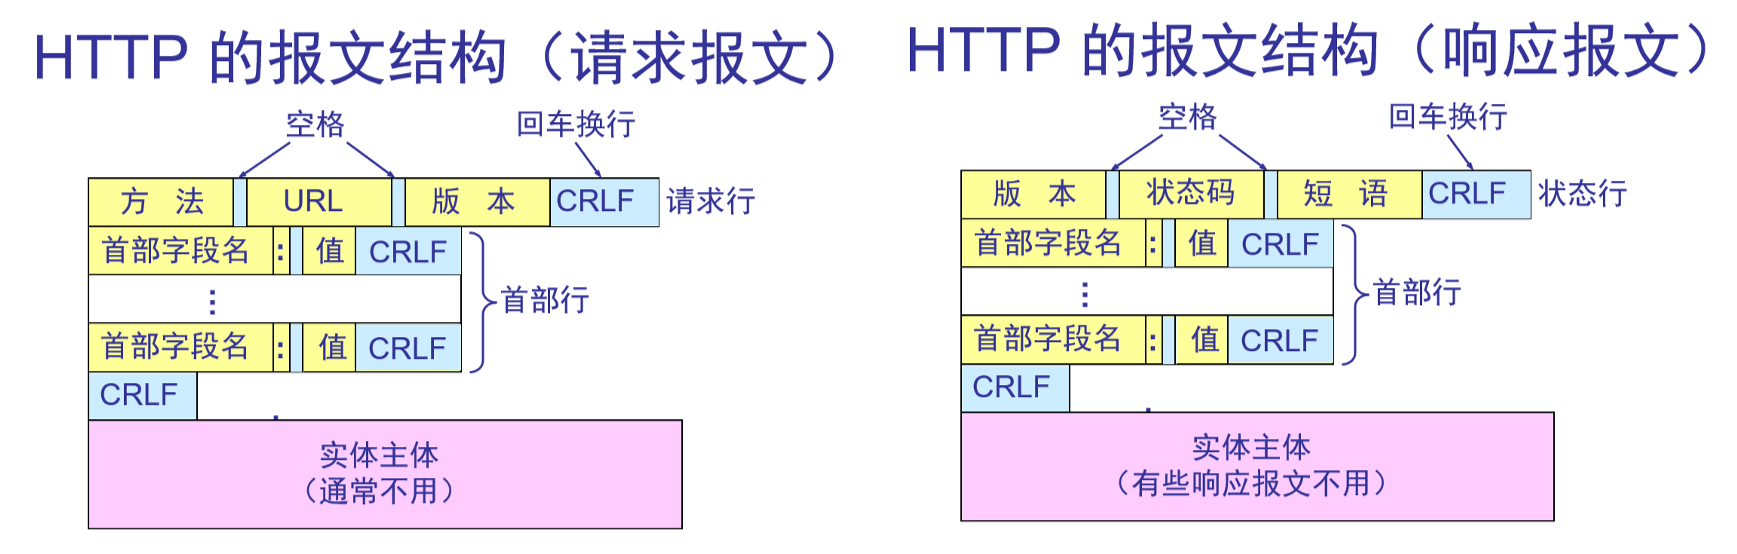 HTTP 的报文结构（请求报文）
空格
回车换行
方 法 URL 版 本 CRLF 请求行
首部字段名 : 值 CRLF
⋮
首部行
首部字段名 : 值 CRLF
CRLF
实体主体
（通常不用）
HTTP 的报文结构（响应报文）
空格
回车换行
版 本 状态码 短 语 CRLF 状态行
首部字段名 : 值 CRLF
⋮
首部行
首部字段名 : 值 CRLF
CRLF
实体主体
（有些响应报文不用）